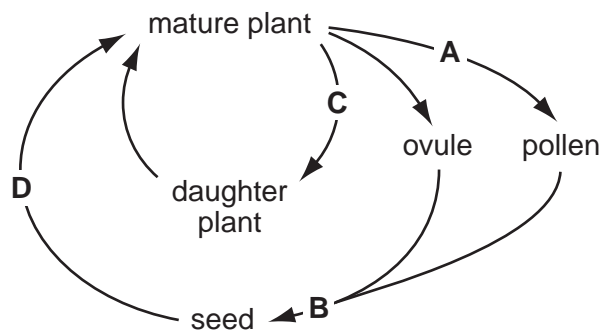 mature plant
A
C
ovule
pollen
D
daughter
plant
B
seed